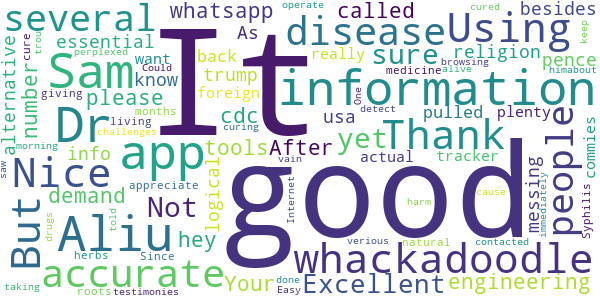 several whatsapp called besides operate cured keep
essential As disease Using
trou perplexed cure Could want back really religion
alternative Sam know trump medicine browsing alive himabout
number please foreign sure One pence detect
giving living months
Dr It information people
cdc pulled plenty
info app usa yet Thank
tools After actual tracker messing commies
challenges morning
But Nice Not logical hey vain Internet natural harm cause immediately Syphilis
demand appreciate
saw Aliu good whackadoodle
drugs told Since verious contacted
herbs Your done Excellent engineering
taking accurate roots testimonies Easy curing